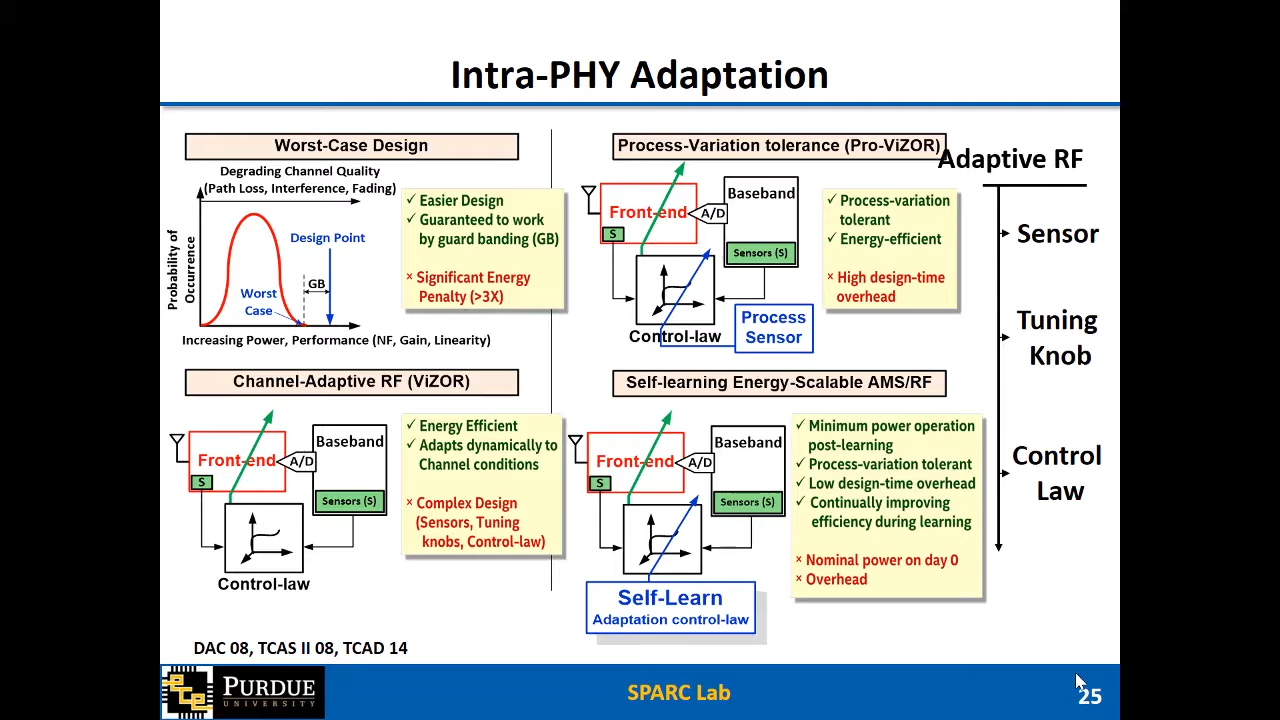 Intra-PHY Adaptation
Worst-Case Design
Degrading Channel Quality
(Path Loss, Interference, Fading)
Probability of
Occurrence
Design Point
GB
Worst
Case
Increasing Power, Performance (NF, Gain, Linearity)
✓ Easier Design
✓ Guaranteed to work
by guard banding (GB)
× Significant Energy
Penalty (>3X)
Process-Variation tolerance (Pro-ViZOR)
Front-end
A/D
Baseband
S
Sensors (S)
Control-law
Process
Sensor
✓ Process-variation
tolerant
✓ Energy-efficient
× High design-time
overhead
Channel-Adaptive RF (ViZOR)
Front-end
A/D
Baseband
S
Sensors (S)
Control-law
✓ Energy Efficient
✓ Adapts dynamically to
Channel conditions
× Complex Design
(Sensors, Tuning
knobs, Control-law)
Self-learning Energy-Scalable AMS/RF
Front-end
A/D
Baseband
S
Sensors (S)
Self-Learn
Adaptation control-law
✓ Minimum power operation
post-learning
✓ Process-variation tolerant
✓ Low design-time overhead
✓ Continually improving
efficiency during learning
× Nominal power on day 0
× Overhead
Adaptive RF
Sensor
Tuning
Knob
Control
Law
DAC 08, TCAS II 08, TCAD 14
ece
PURDUE
UNIVERSITY
SPARC Lab
25